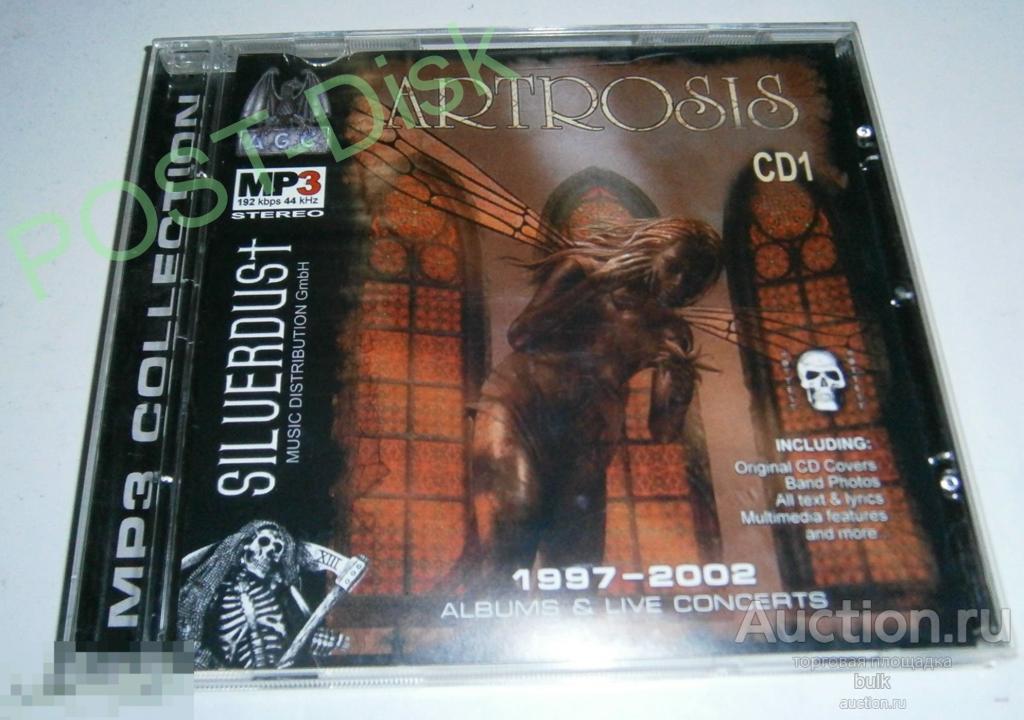 MP3 COLLECTION
POST-Disk
AGC
ARTROSIS
CD1
MP3
192 kbps 44 kHz
STEREO
SILVERDUST
MUSIC DISTRIBUTION GmbH
INCLUDING:
Original CD Covers
Band Photos
All text & lyrics
Multimedia features
and more
XIII
1997-2002
ALBUMS & LIVE CONCERTS
Auction.ru
торговая площадка
bulk
auction.ru